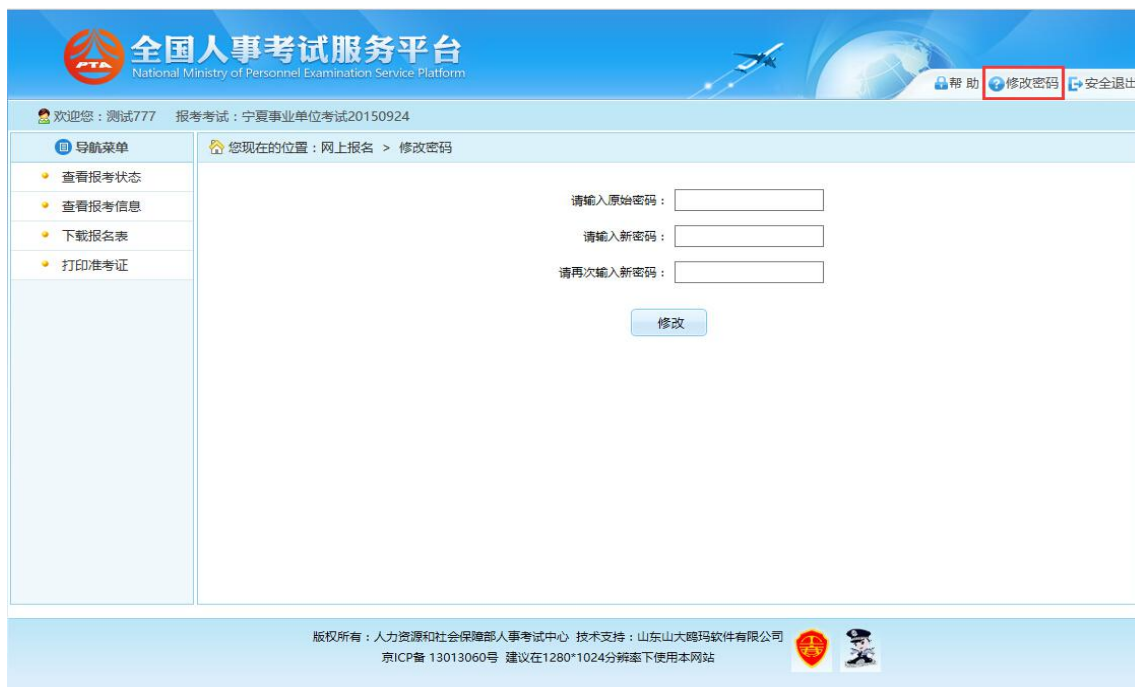 全国人事考试服务平台
PTA
National Ministry of Personnel Examination Service Platform
帮 助 修改密码 安全退出
欢迎您：测试777 报考考试：宁夏事业单位考试20150924
导航菜单
您现在的位置：网上报名 > 修改密码
查看报考状态
查看报考信息
下载报名表
打印准考证
请输入原始密码：
请输入新密码：
请再次输入新密码：
修改
版权所有：人力资源和社会保障部人事考试中心 技术支持：山东山大鸥玛软件有限公司
京ICP备 13013060号 建议在1280*1024分辨率下使用本网站